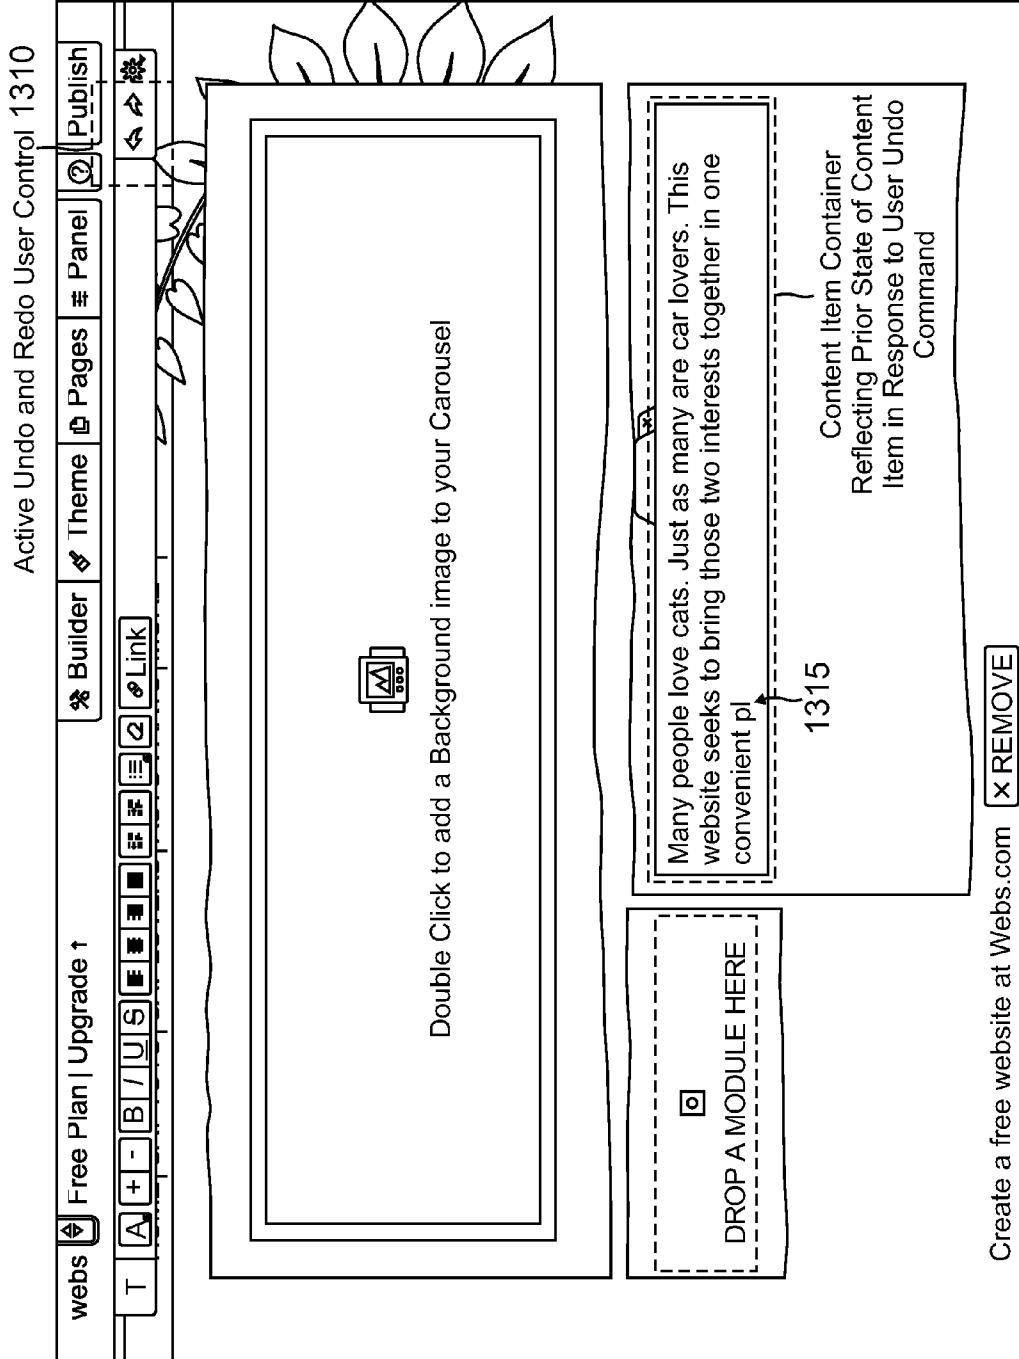 Active Undo and Redo User Control 1310
webs Free Plan | Upgrade ↑ Builder Theme Pages Panel ? Publish
T A + - B I U S Link
Double Click to add a Background image to your Carousel
DROP A MODULE HERE
×
Many people love cats. Just as many are car lovers. This
website seeks to bring those two interests together in one
convenient pl
1315
Content Item Container
Reflecting Prior State of Content
Item in Response to User Undo
Command
Create a free website at Webs.com × REMOVE